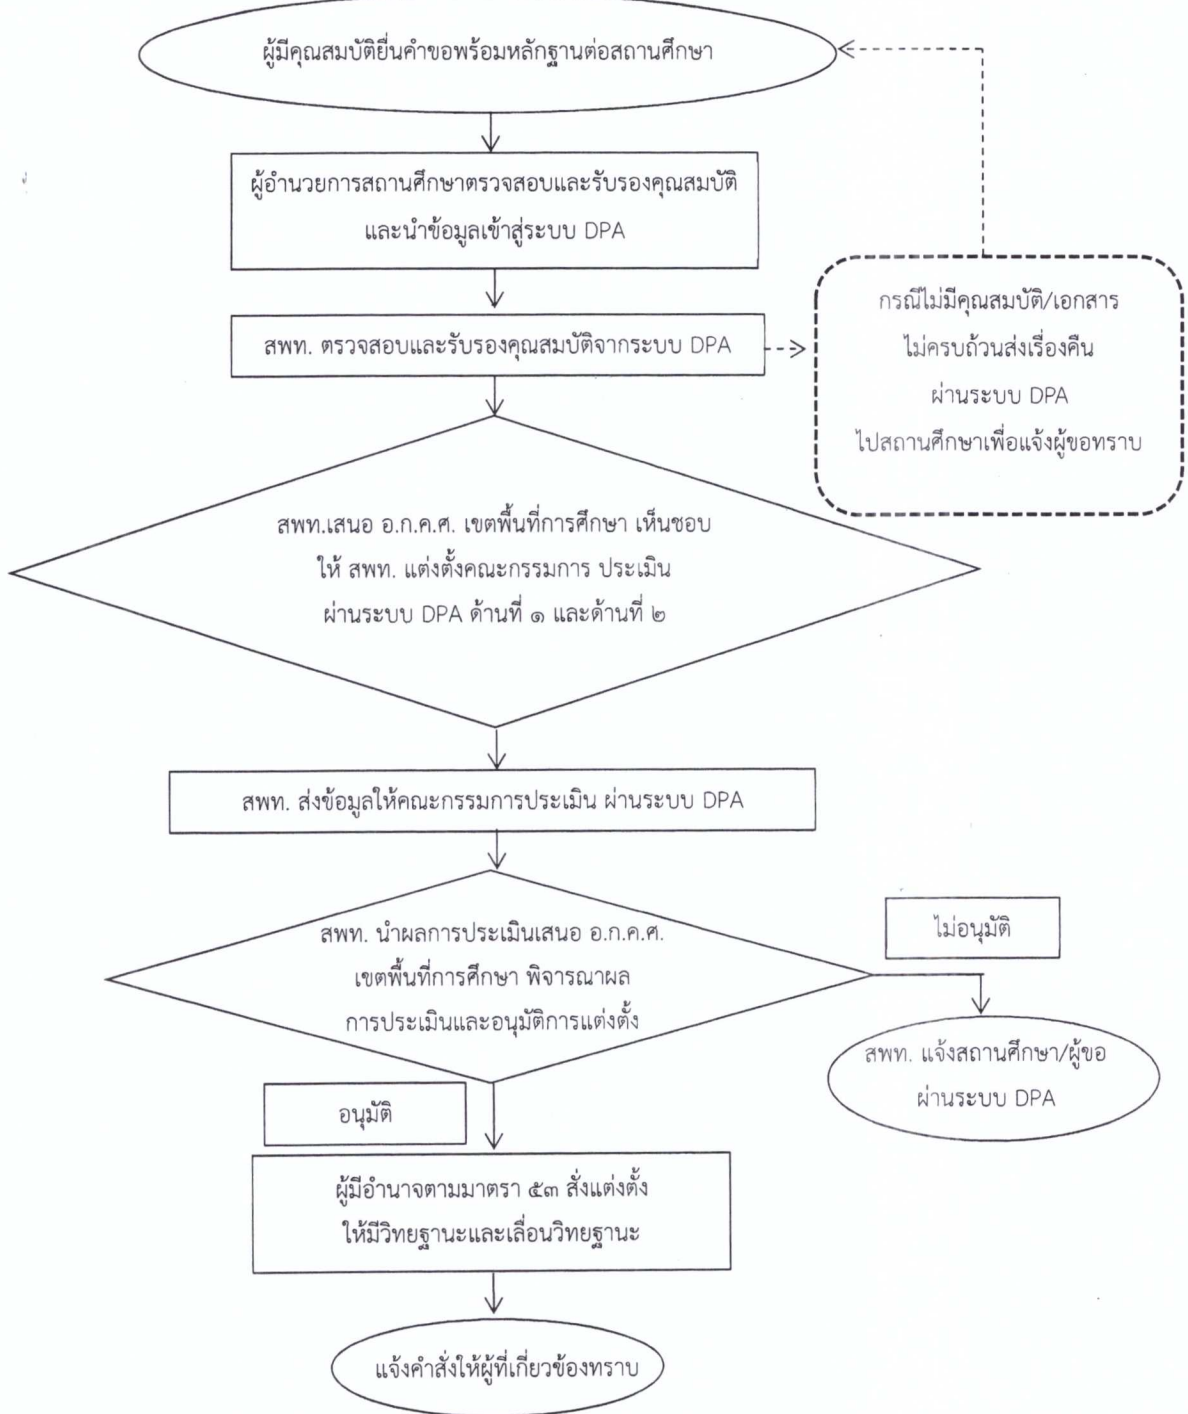 ผู้มีคุณสมบัติยื่นคำขอพร้อมหลักฐานต่อสถานศึกษา
ผู้อำนวยการสถานศึกษาตรวจสอบและรับรองคุณสมบัติ
และนำข้อมูลเข้าสู่ระบบ DPA
สพท. ตรวจสอบและรับรองคุณสมบัติจากระบบ DPA
กรณีไม่มีคุณสมบัติ/เอกสาร
ไม่ครบถ้วนส่งเรื่องคืน
ผ่านระบบ DPA
ไปสถานศึกษาเพื่อแจ้งผู้ขอทราบ
สพท.เสนอ อ.ก.ค.ศ. เขตพื้นที่การศึกษา เห็นชอบ
ให้ สพท. แต่งตั้งคณะกรรมการ ประเมิน
ผ่านระบบ DPA ด้านที่ ๑ และด้านที่ ๒
สพท. ส่งข้อมูลให้คณะกรรมการประเมิน ผ่านระบบ DPA
สพท. นำผลการประเมินเสนอ อ.ก.ค.ศ.
เขตพื้นที่การศึกษา พิจารณาผล
การประเมินและอนุมัติการแต่งตั้ง
ไม่อนุมัติ
สพท. แจ้งสถานศึกษา/ผู้ขอ
ผ่านระบบ DPA
อนุมัติ
ผู้มีอำนาจตามมาตรา ๕๓ สั่งแต่งตั้ง
ให้มีวิทยฐานะและเลื่อนวิทยฐานะ
แจ้งคำสั่งให้ผู้ที่เกี่ยวข้องทราบ